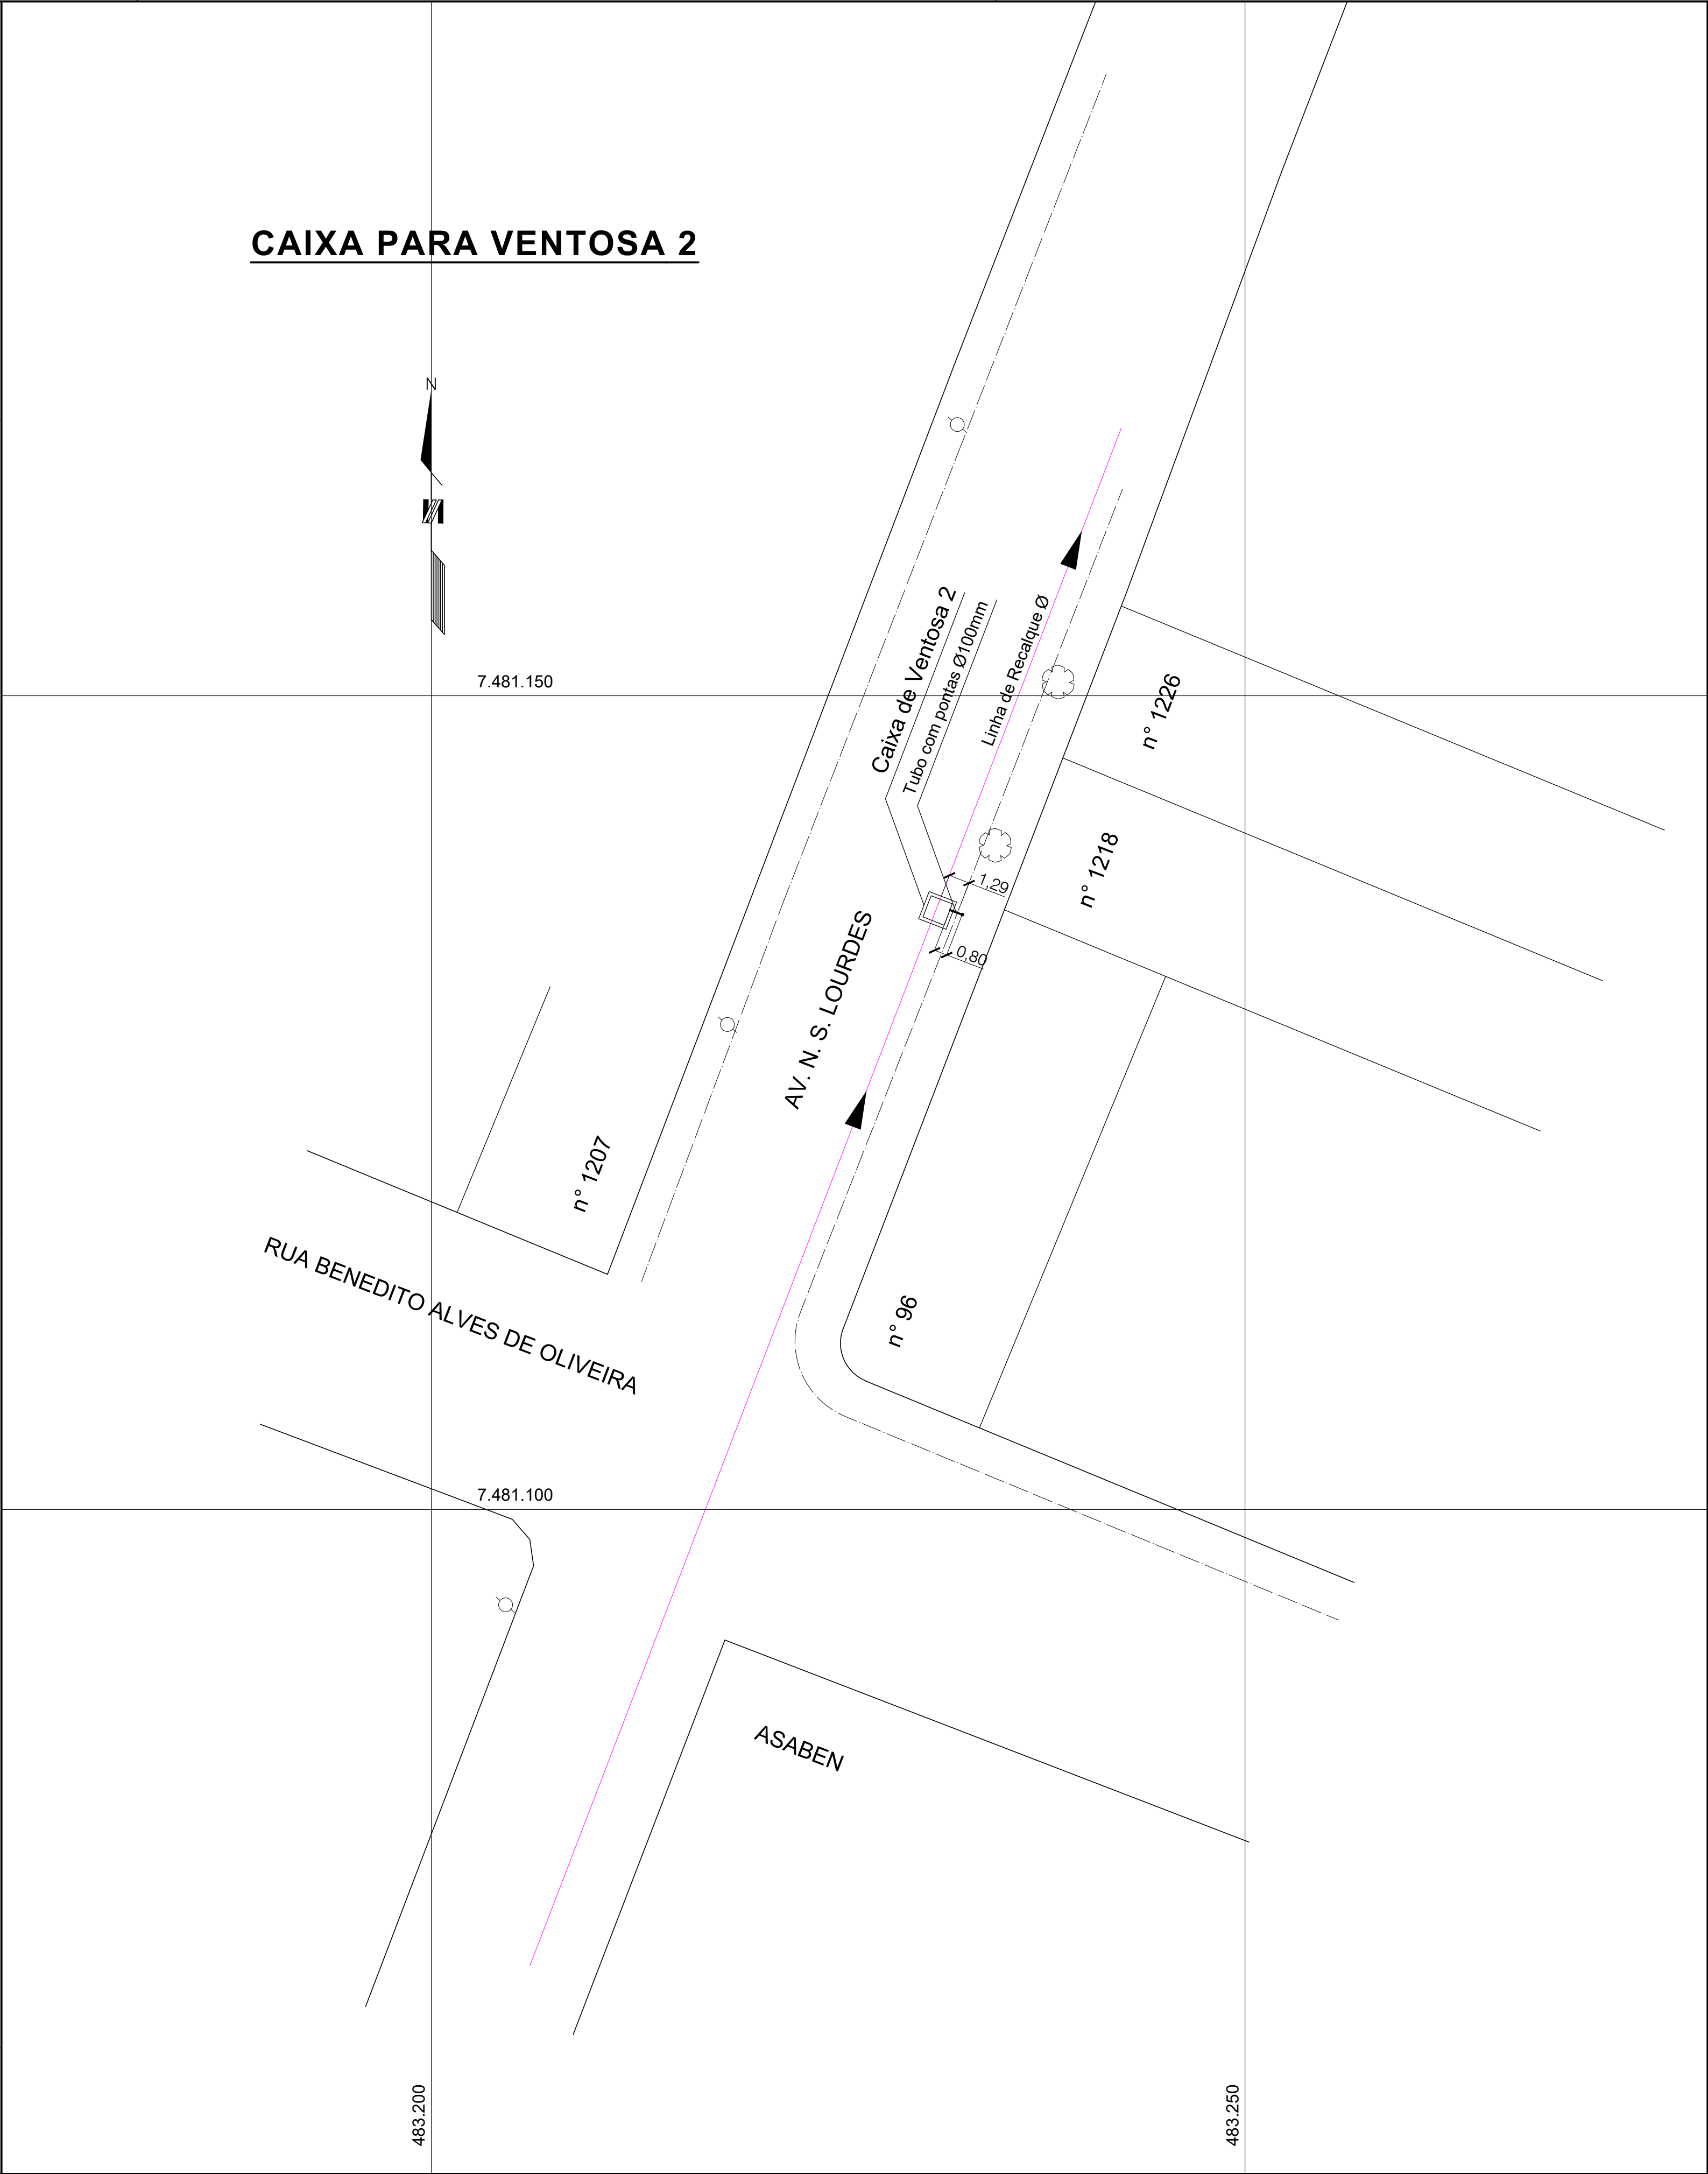 CAIXA PARA VENTOSA 2
N
7.481.150
Caixa de Ventosa 2
Tubo com pontas Ø100mm
Linha de Recalque Ø
n° 1226
n° 1218
1,29
0,80
AV. N. S. LOURDES
n° 1207
RUA BENEDITO ALVES DE OLIVEIRA
n° 96
7.481.100
ASABEN
483.200
483.250